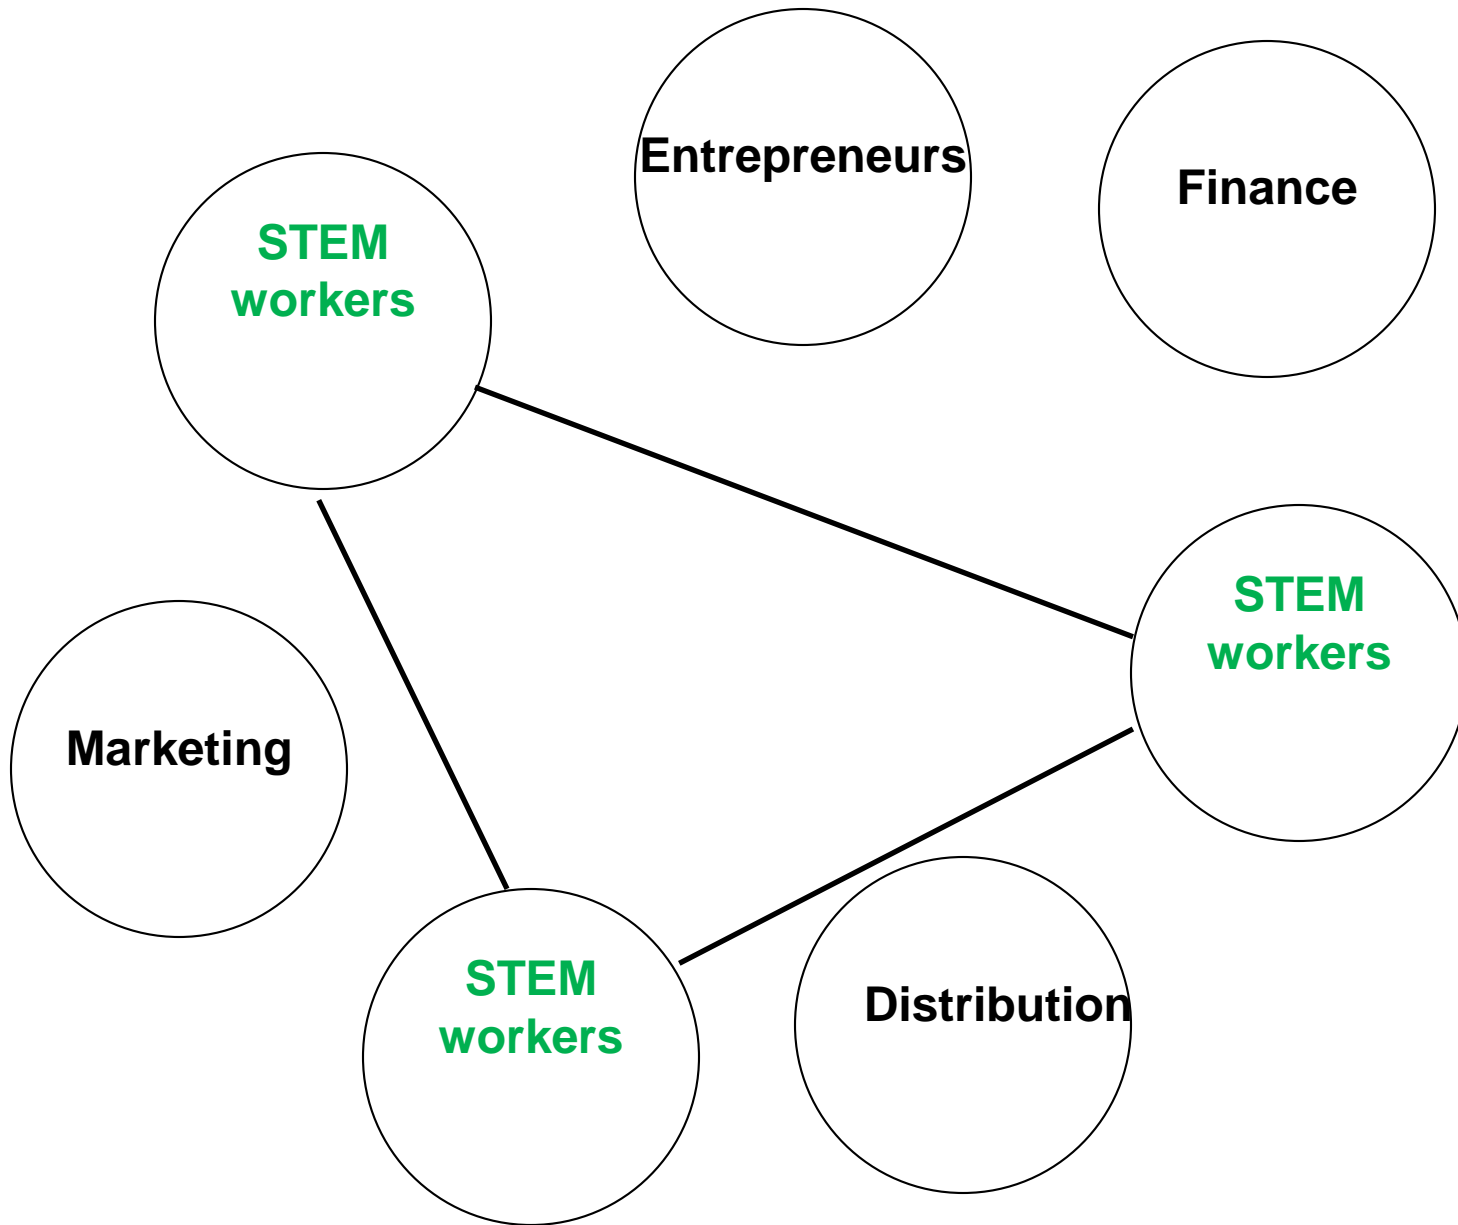 Entrepreneurs
Finance
STEM
workers
STEM
workers
Marketing
STEM
workers
Distribution